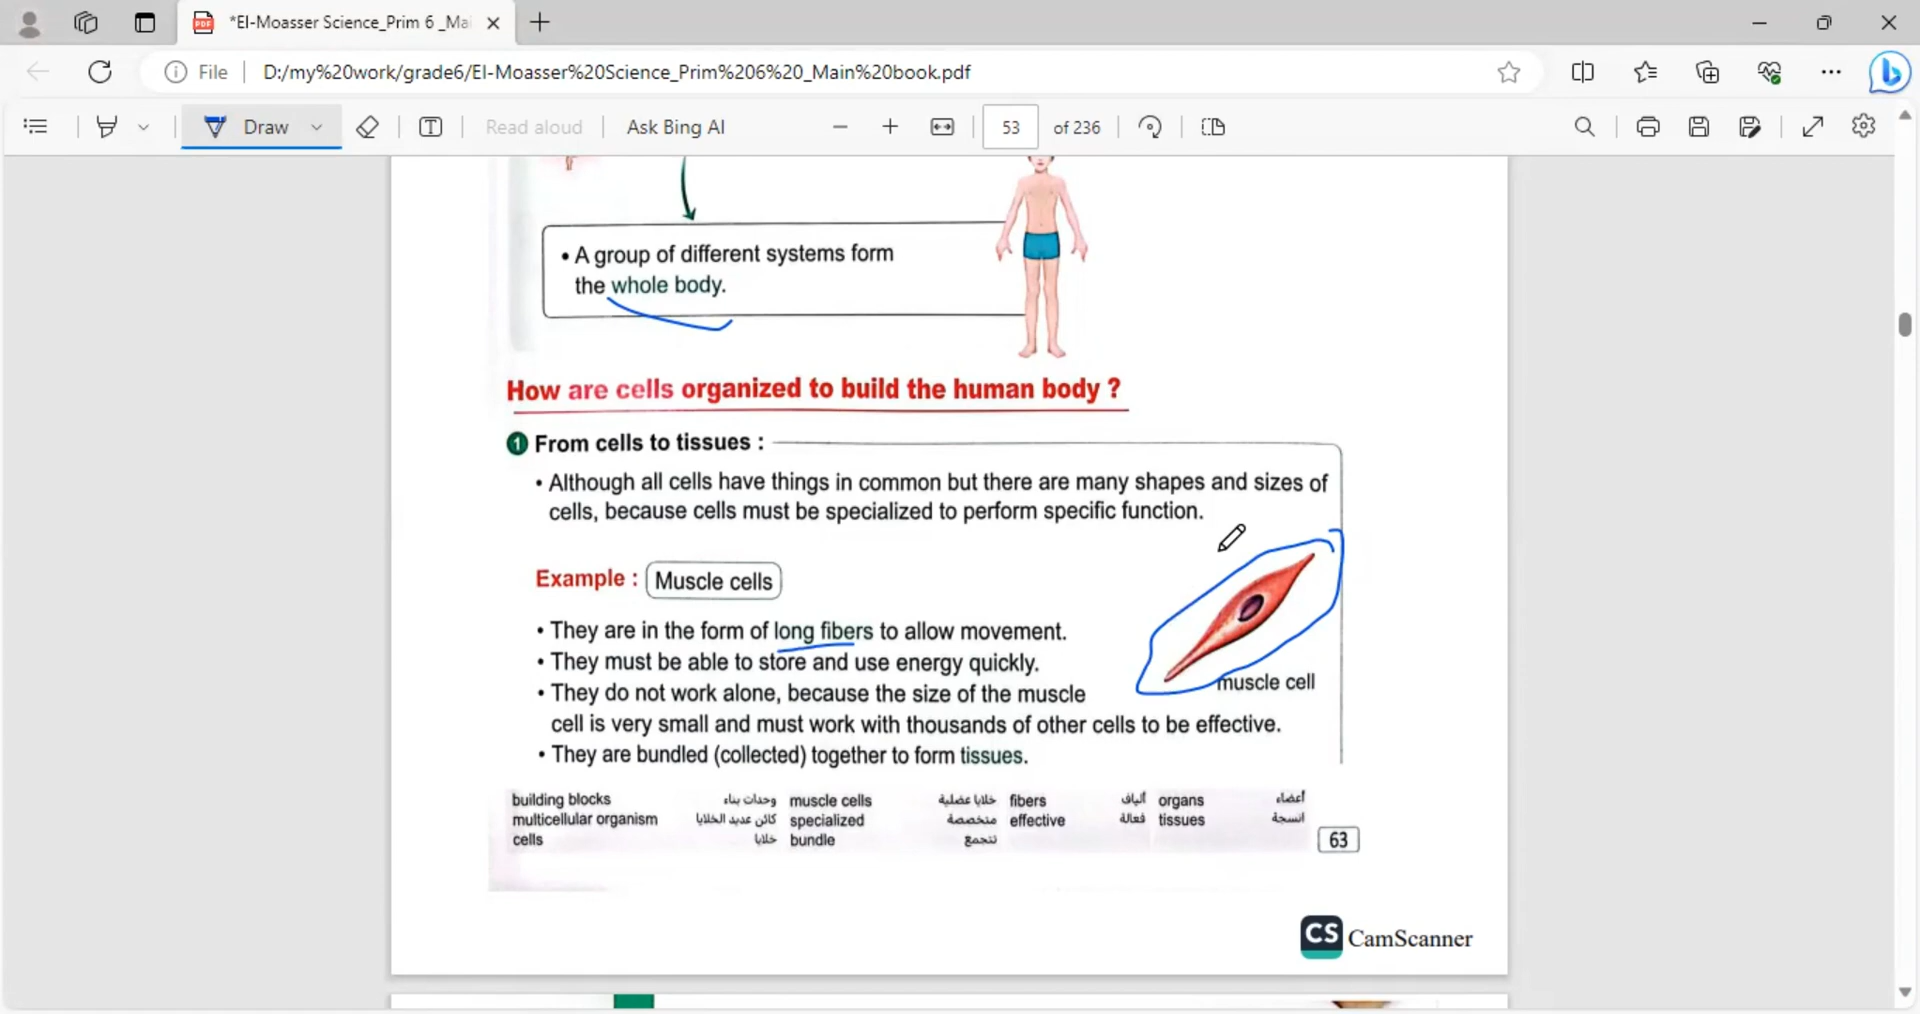 *El-Moasser Science_Prim 6 _Mai
File
D:/my%20work/grade6/El-Moasser%20Science_Prim%206%20_Main%20book.pdf
Draw
Read aloud
Ask Bing AI
53 of 236
• A group of different systems form
the whole body.
How are cells organized to build the human body ?
1 From cells to tissues :
• Although all cells have things in common but there are many shapes and sizes of
cells, because cells must be specialized to perform specific function.
Example : Muscle cells
• They are in the form of long fibers to allow movement.
• They must be able to store and use energy quickly.
muscle cell
• They do not work alone, because the size of the muscle
cell is very small and must work with thousands of other cells to be effective.
• They are bundled (collected) together to form tissues.
building blocks وحدات بناء muscle cells خلايا عضلية fibers ألياف organs أعضاء
multicellular organism كائن عديد الخلايا specialized متخصصة effective فعالة tissues أنسجة
cells خلايا bundle تتجمع
63
CS CamScanner